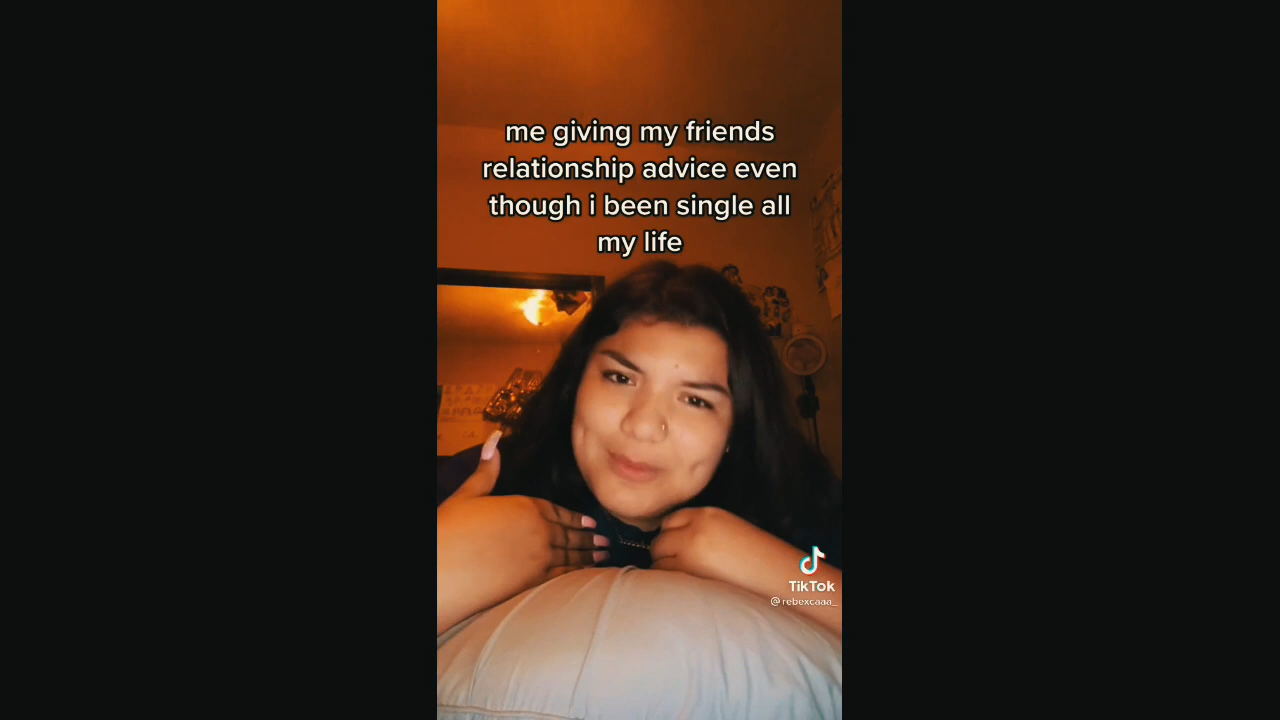 me giving my friends
relationship advice even
though i been single all
my life
TikTok
@rebexcaaa_